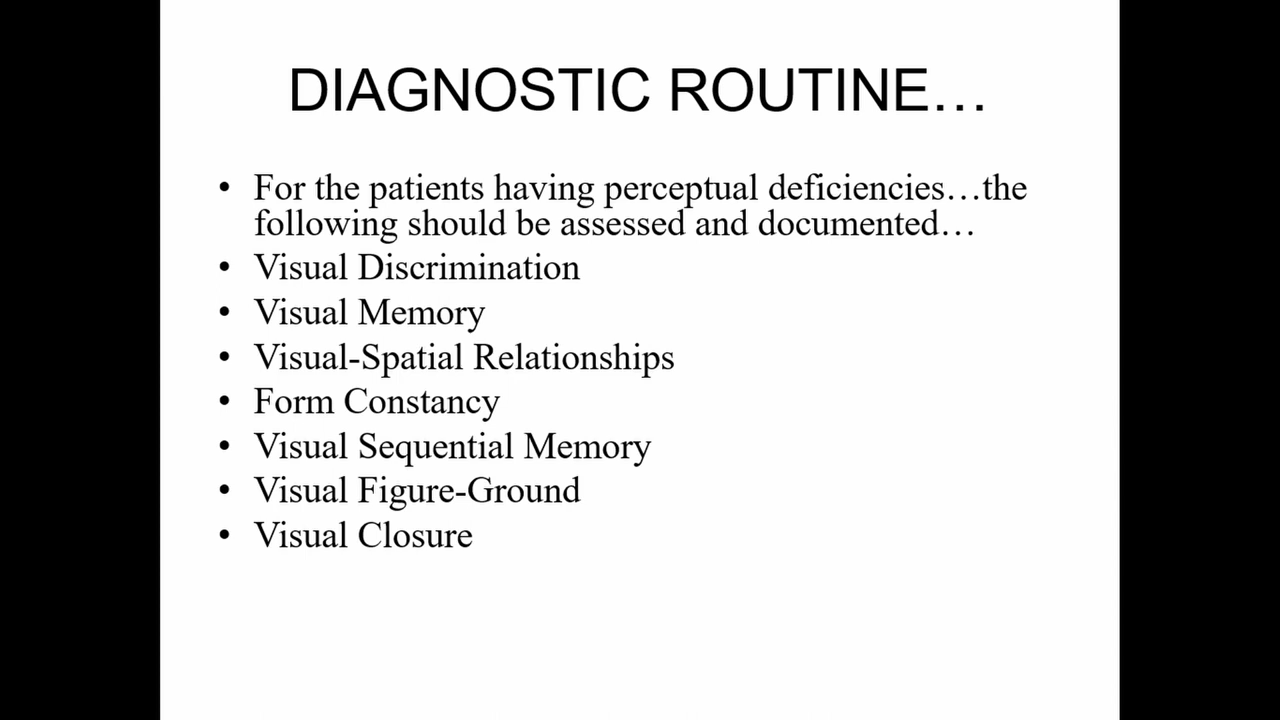 DIAGNOSTIC ROUTINE…
• For the patients having perceptual deficiencies…the
following should be assessed and documented…
• Visual Discrimination
• Visual Memory
• Visual-Spatial Relationships
• Form Constancy
• Visual Sequential Memory
• Visual Figure-Ground
• Visual Closure